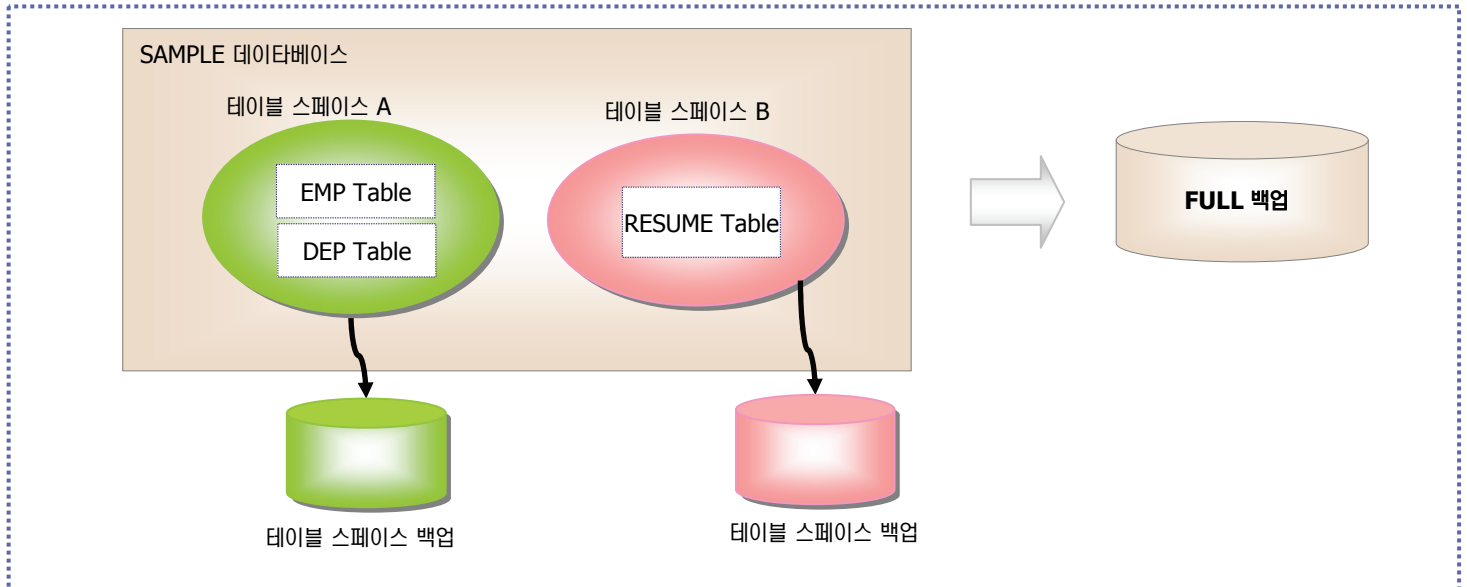 SAMPLE 데이타베이스
테이블 스페이스 A
테이블 스페이스 B
EMP Table
DEP Table
RESUME Table
FULL 백업
테이블 스페이스 백업
테이블 스페이스 백업